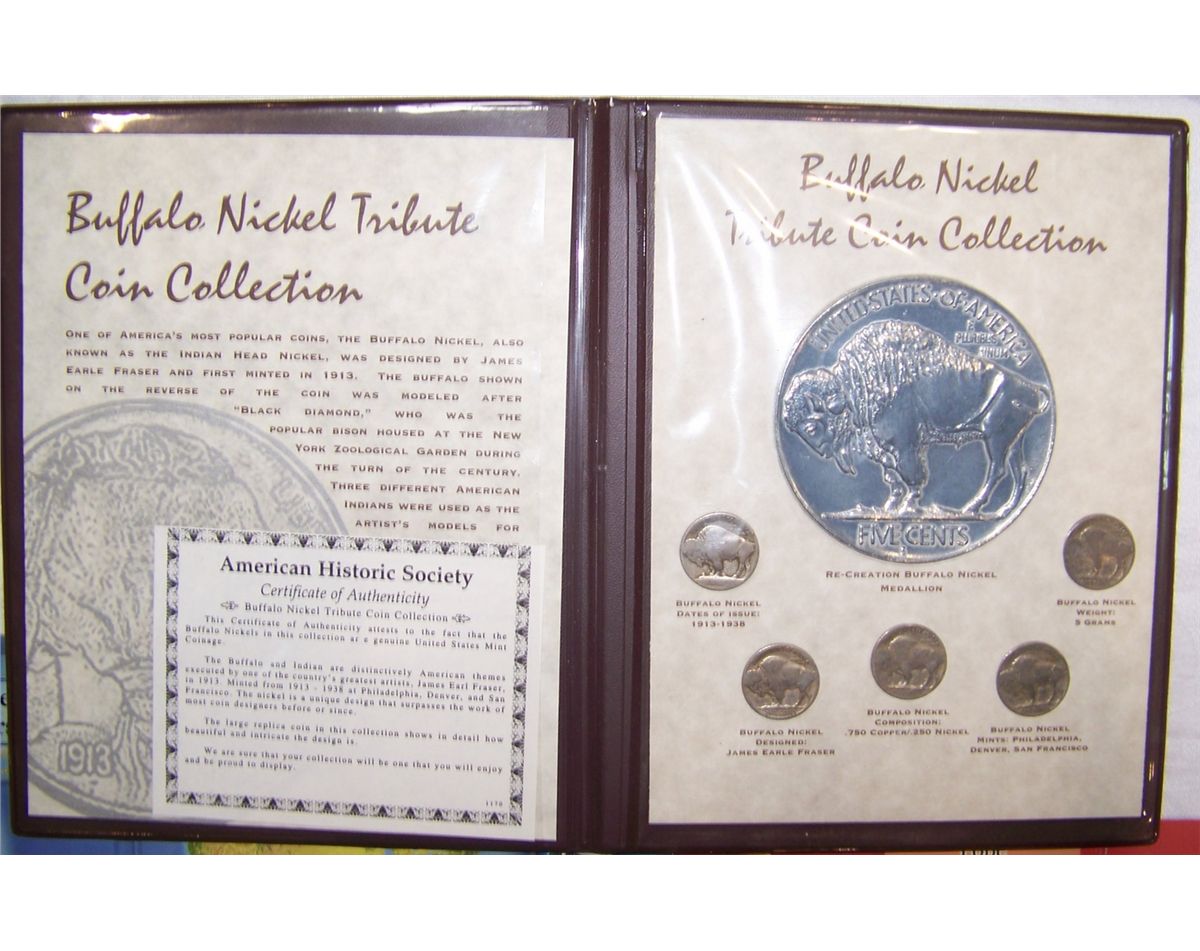 Buffalo Nickel Tribute
Coin Collection
ONE OF AMERICA'S MOST POPULAR COINS, THE BUFFALO NICKEL, ALSO
KNOWN AS THE INDIAN HEAD NICKEL, WAS DESIGNED BY JAMES
EARLE FRASER AND FIRST MINTED IN 1913. THE BUFFALO SHOWN
ON THE REVERSE OF THE COIN WAS MODELED AFTER
"BLACK DIAMOND," WHO WAS THE
POPULAR BISON HOUSED AT THE NEW
YORK ZOOLOGICAL GARDEN DURING
THE TURN OF THE CENTURY.
THREE DIFFERENT AMERICAN
INDIANS WERE USED AS THE
ARTIST'S MODELS FOR
1913
American Historic Society
Certificate of Authenticity
Buffalo Nickel Tribute Coin Collection
This Certificate of Authenticity attests to the fact that the
Buffalo Nickels in this collection ar e genuine United States Mint
Coinage.
The Buffalo and Indian are distinctively American themes
executed by one of the country's greatest artists, James Earl Fraser,
in 1913. Minted from 1913 - 1938 at Philadelphia, Denver, and San
Francisco. The nickel is a unique design that surpasses the work of
most coin designers before or since.
The large replica coin in this collection shows in detail how
beautiful and intricate the design is.
We are sure that your collection will be one that you will enjoy
and be proud to display.
1170
Buffalo Nickel
Tribute Coin Collection
UNITED STATES OF AMERICA
E
PLURIBUS
UNUM
FIVE CENTS
RE-CREATION BUFFALO NICKEL
MEDALLION
BUFFALO NICKEL
DATES OF ISSUE:
1913-1938
BUFFALO NICKEL
WEIGHT:
5 GRAMS
BUFFALO NICKEL
DESIGNED:
JAMES EARLE FRASER
BUFFALO NICKEL
COMPOSITION:
.750 COPPER/.250 NICKEL
BUFFALO NICKEL
MINTS: PHILADELPHIA,
DENVER, SAN FRANCISCO